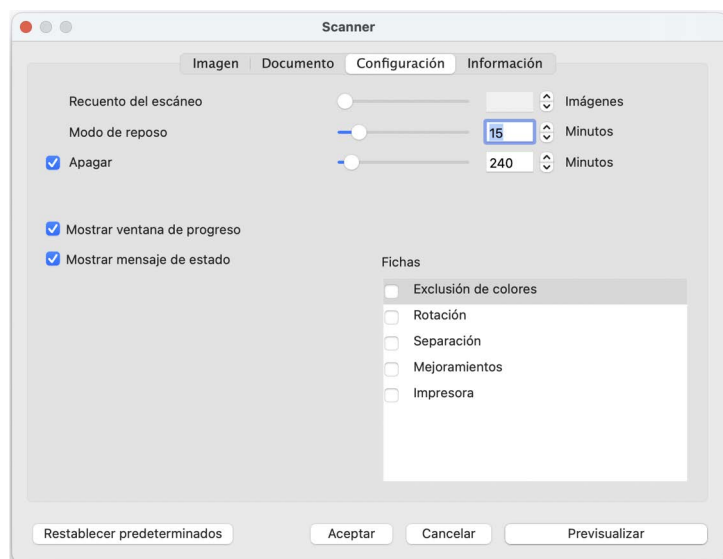 Scanner
Imagen Documento Configuración Información
Recuento del escáneo Imágenes
Modo de reposo 15 Minutos
Apagar 240 Minutos
Mostrar ventana de progreso
Mostrar mensaje de estado
Fichas
Exclusión de colores
Rotación
Separación
Mejoramientos
Impresora
Restablecer predeterminados Aceptar Cancelar Previsualizar